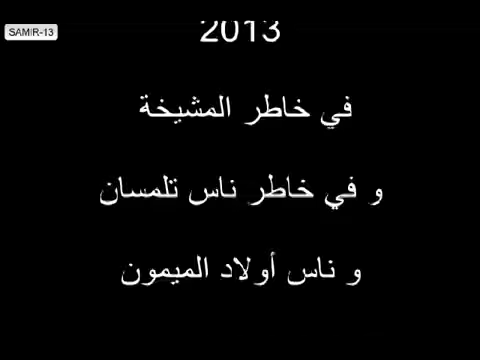 SAMIR-13
2013
في خاطر المشيخة
و في خاطر ناس تلمسان
و ناس أولاد الميمون